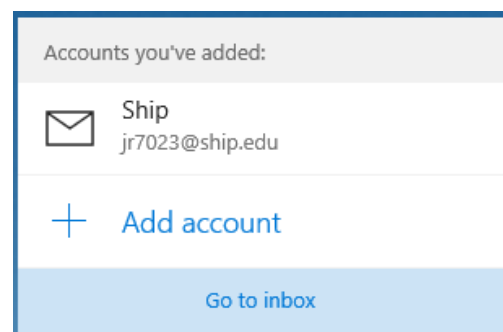 Accounts you've added:
Ship
jr7023@ship.edu
Add account
Go to inbox